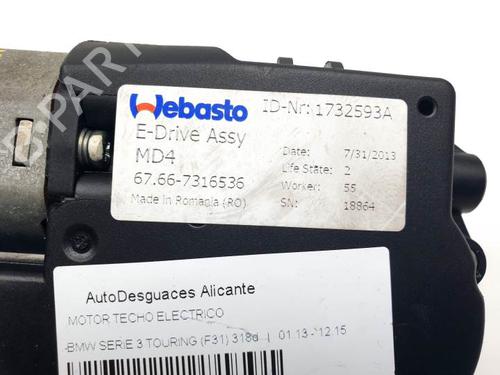 Webasto
ID-Nr: 1732593A
E-Drive Assy
MD4
67.66-7316536
Made in Romania (RO)
Date: 7/31/2013
Life State: 2
Worker: 55
SN: 18864
AutoDesguaces Alicante
MOTOR TECHO ELECTRICO
BMW SERIE 3 TOURING (F31) 318d | 01.13 - '12.15